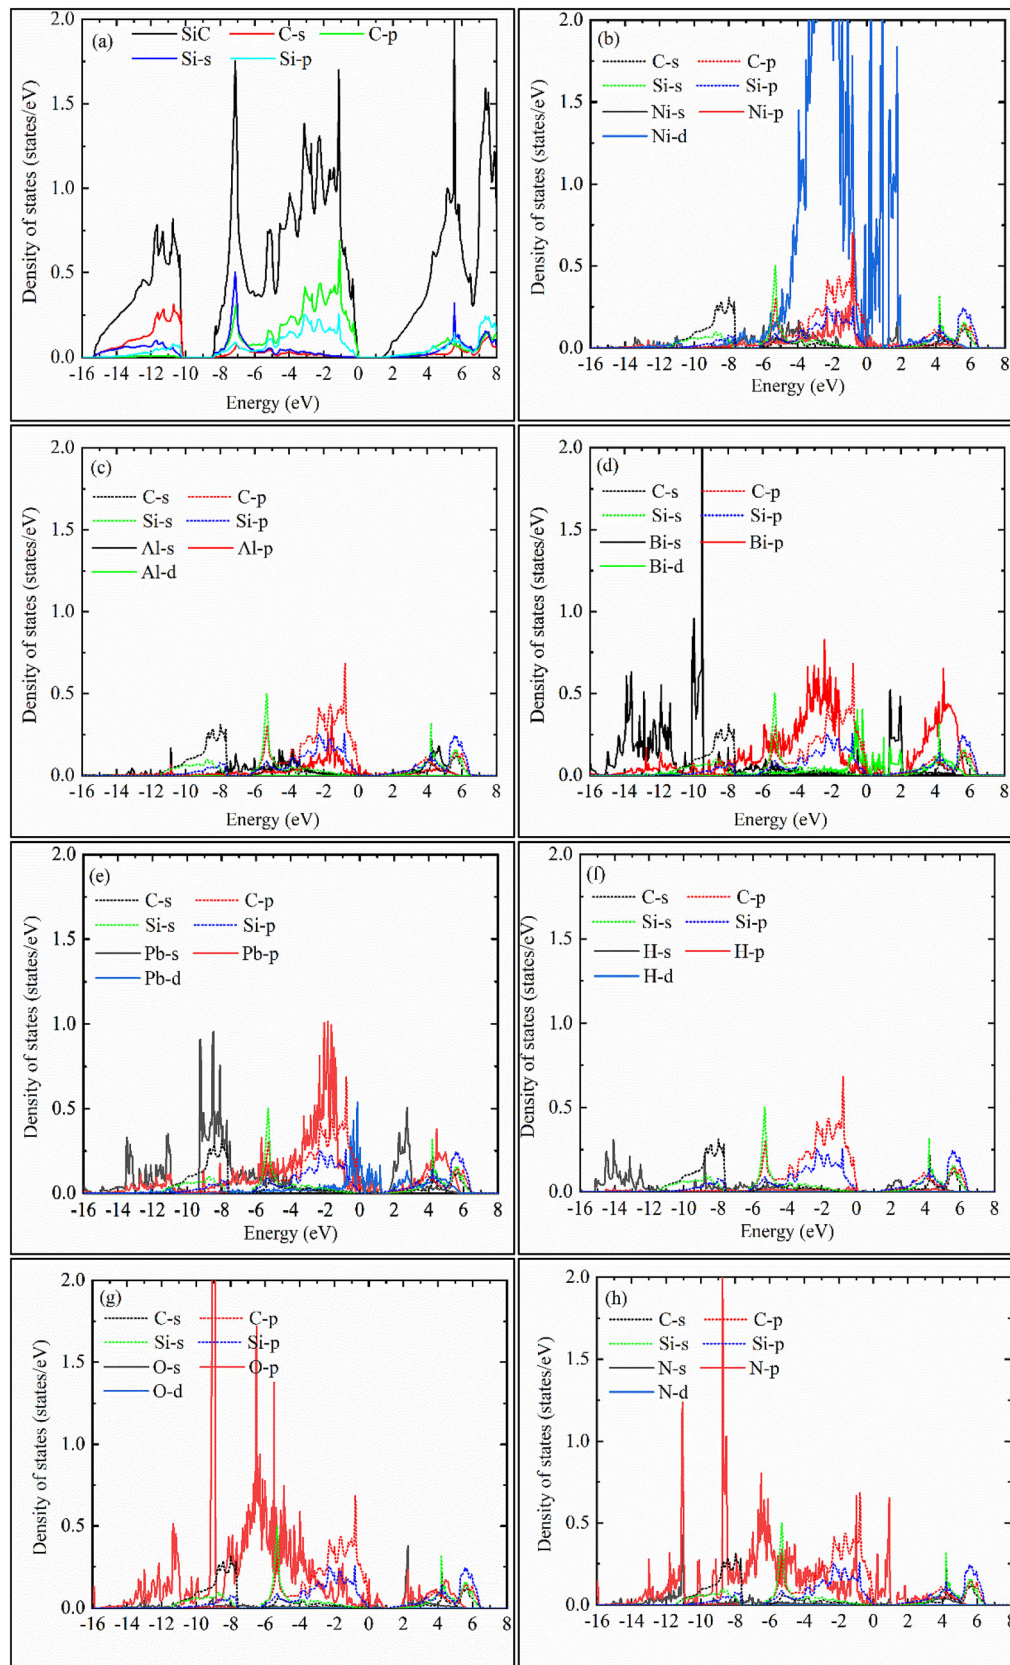 (a) SiC C-s C-p
Si-s Si-p
2.0
1.5
1.0
0.5
0.0
-16 -14 -12 -10 -8 -6 -4 -2 0 2 4 6 8
Energy (eV)
Density of states (states/eV)
(b) C-s C-p
Si-s Si-p
Ni-s Ni-p
Ni-d
2.0
1.5
1.0
0.5
0.0
-16 -14 -12 -10 -8 -6 -4 -2 0 2 4 6 8
Energy (eV)
Density of states (states/eV)
(c) C-s C-p
Si-s Si-p
Al-s Al-p
Al-d
2.0
1.5
1.0
0.5
0.0
-16 -14 -12 -10 -8 -6 -4 -2 0 2 4 6 8
Energy (eV)
Density of states (states/eV)
(d)
C-s C-p
Si-s Si-p
Bi-s Bi-p
Bi-d
2.0
1.5
1.0
0.5
0.0
-16 -14 -12 -10 -8 -6 -4 -2 0 2 4 6 8
Energy (eV)
Density of states (states/eV)
(e)
C-s C-p
Si-s Si-p
Pb-s Pb-p
Pb-d
2.0
1.5
1.0
0.5
0.0
-16 -14 -12 -10 -8 -6 -4 -2 0 2 4 6 8
Energy (eV)
Density of states (states/eV)
(f)
C-s C-p
Si-s Si-p
H-s H-p
H-d
2.0
1.5
1.0
0.5
0.0
-16 -14 -12 -10 -8 -6 -4 -2 0 2 4 6 8
Energy (eV)
Density of states (states/eV)
(g)
C-s C-p
Si-s Si-p
O-s O-p
O-d
2.0
1.5
1.0
0.5
0.0
-16 -14 -12 -10 -8 -6 -4 -2 0 2 4 6 8
Energy (eV)
Density of states (states/eV)
(h)
C-s C-p
Si-s Si-p
N-s N-p
N-d
2.0
1.5
1.0
0.5
0.0
-16 -14 -12 -10 -8 -6 -4 -2 0 2 4 6 8
Energy (eV)
Density of states (states/eV)